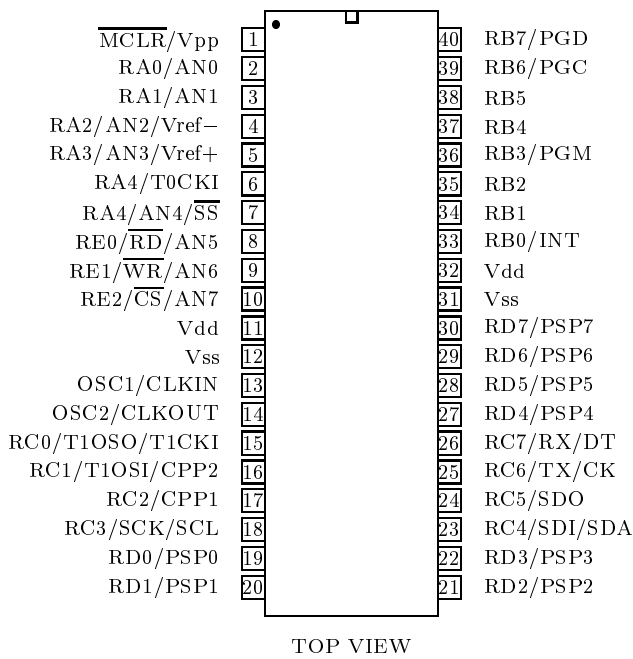 M̅C̅L̅R̅/Vpp 1 40 RB7/PGD
RA0/AN0 2 39 RB6/PGC
RA1/AN1 3 38 RB5
RA2/AN2/Vref− 4 37 RB4
RA3/AN3/Vref+ 5 36 RB3/PGM
RA4/T0CKI 6 35 RB2
RA4/AN4/S̅S̅ 7 34 RB1
RE0/R̅D̅/AN5 8 33 RB0/INT
RE1/W̅R̅/AN6 9 32 Vdd
RE2/C̅S̅/AN7 10 31 Vss
Vdd 11 30 RD7/PSP7
Vss 12 29 RD6/PSP6
OSC1/CLKIN 13 28 RD5/PSP5
OSC2/CLKOUT 14 27 RD4/PSP4
RC0/T1OSO/T1CKI 15 26 RC7/RX/DT
RC1/T1OSI/CPP2 16 25 RC6/TX/CK
RC2/CPP1 17 24 RC5/SDO
RC3/SCK/SCL 18 23 RC4/SDI/SDA
RD0/PSP0 19 22 RD3/PSP3
RD1/PSP1 20 21 RD2/PSP2
TOP VIEW